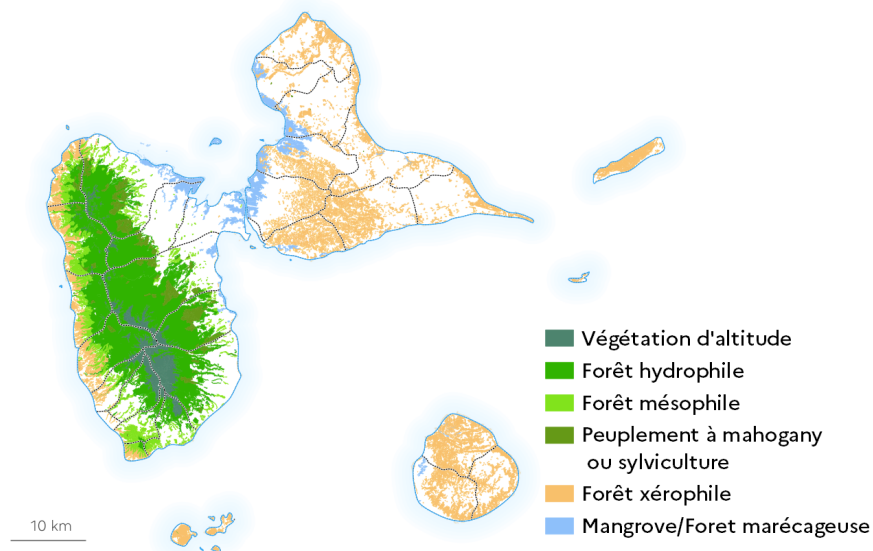 Végétation d'altitude
Forêt hydrophile
Forêt mésophile
Peuplement à mahogany
ou sylviculture
Forêt xérophile
Mangrove/Foret marécageuse
10 km